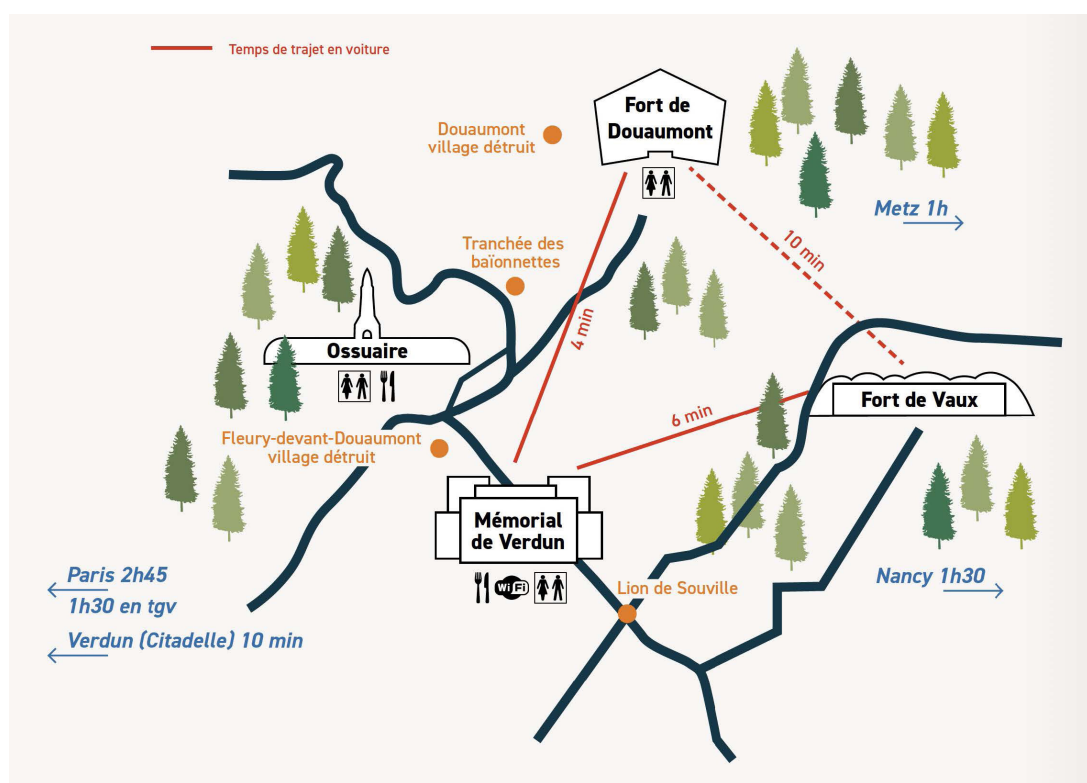 Temps de trajet en voiture
Fort de
Douaumont
Douaumont
village détruit
Metz 1h
Tranchée des
baïonnettes
10 min
4 min
Ossuaire
Fort de Vaux
6 min
Fleury-devant-Douaumont
village détruit
Mémorial
de Verdun
WiFi
Paris 2h45
1h30 en tgv
Verdun (Citadelle) 10 min
Lion de Souville
Nancy 1h30